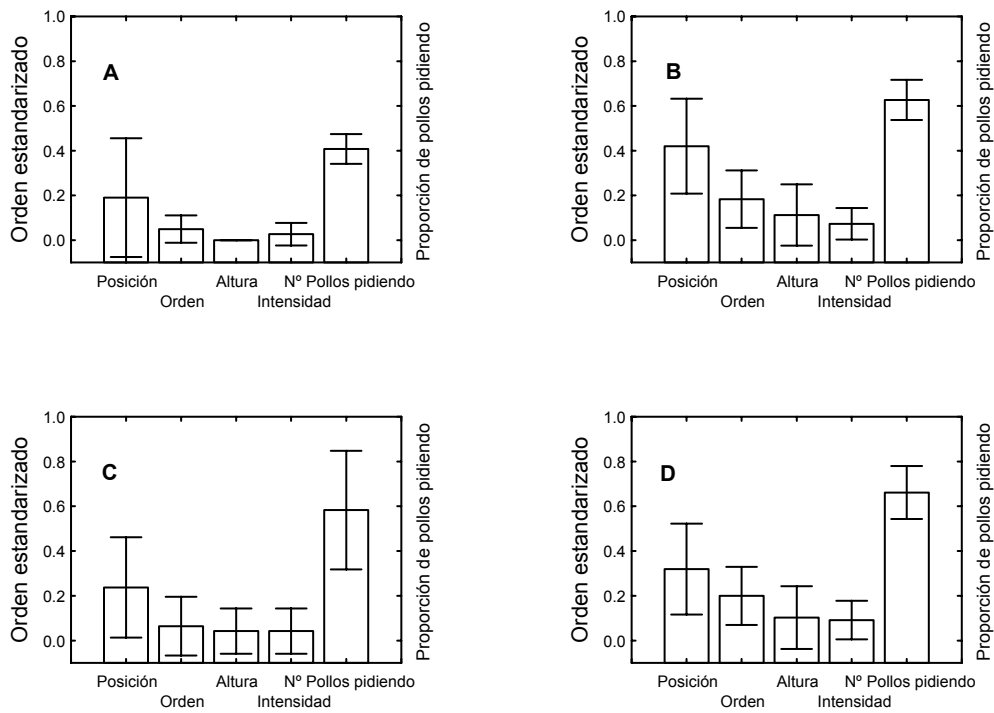 Orden estandarizado
1.0
0.8
0.6
0.4
0.2
0.0
A
Posición Altura Nº Pollos pidiendo
Orden Intensidad
Proporción de pollos pidiendo
Orden estandarizado
1.0
0.8
0.6
0.4
0.2
0.0
B
Posición Altura Nº Pollos pidiendo
Orden Intensidad
Proporción de pollos pidiendo
Orden estandarizado
1.0
0.8
0.6
0.4
0.2
0.0
C
Posición Altura Nº Pollos pidiendo
Orden Intensidad
Proporción de pollos pidiendo
Orden estandarizado
1.0
0.8
0.6
0.4
0.2
0.0
D
Posición Altura Nº Pollos pidiendo
Orden Intensidad
Proporción de pollos pidiendo